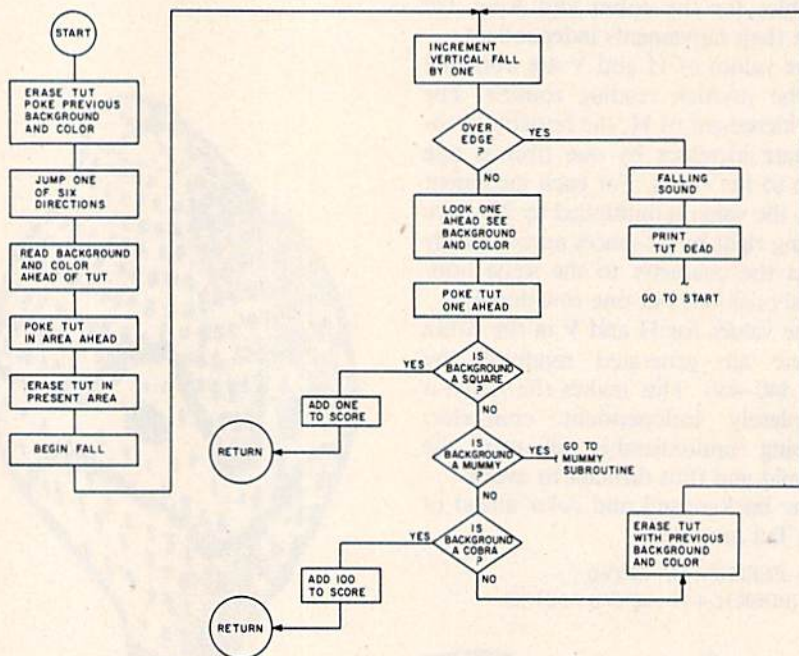 START
ERASE TUT
POKE PREVIOUS
BACKGROUND
AND COLOR
JUMP ONE
OF SIX
DIRECTIONS
READ BACKGROUND
AND COLOR
AHEAD OF TUT
POKE TUT
IN AREA AHEAD
ERASE TUT IN
PRESENT AREA
BEGIN FALL
INCREMENT
VERTICAL FALL
BY ONE
OVER
EDGE
?
YES
NO
FALLING
SOUND
PRINT
TUT DEAD
GO TO START
LOOK ONE
AHEAD SEE
BACKGROUND
AND COLOR
POKE TUT
ONE AHEAD
IS
BACKGROUND
A SQUARE
?
YES
NO
ADD ONE
TO SCORE
RETURN
IS
BACKGROUND
A MUMMY
?
YES
GO TO
MUMMY
SUBROUTINE
NO
IS
BACKGROUND
A COBRA
?
YES
NO
ADD 100
TO SCORE
RETURN
ERASE TUT
WITH PREVIOUS
BACKGROUND
AND COLOR